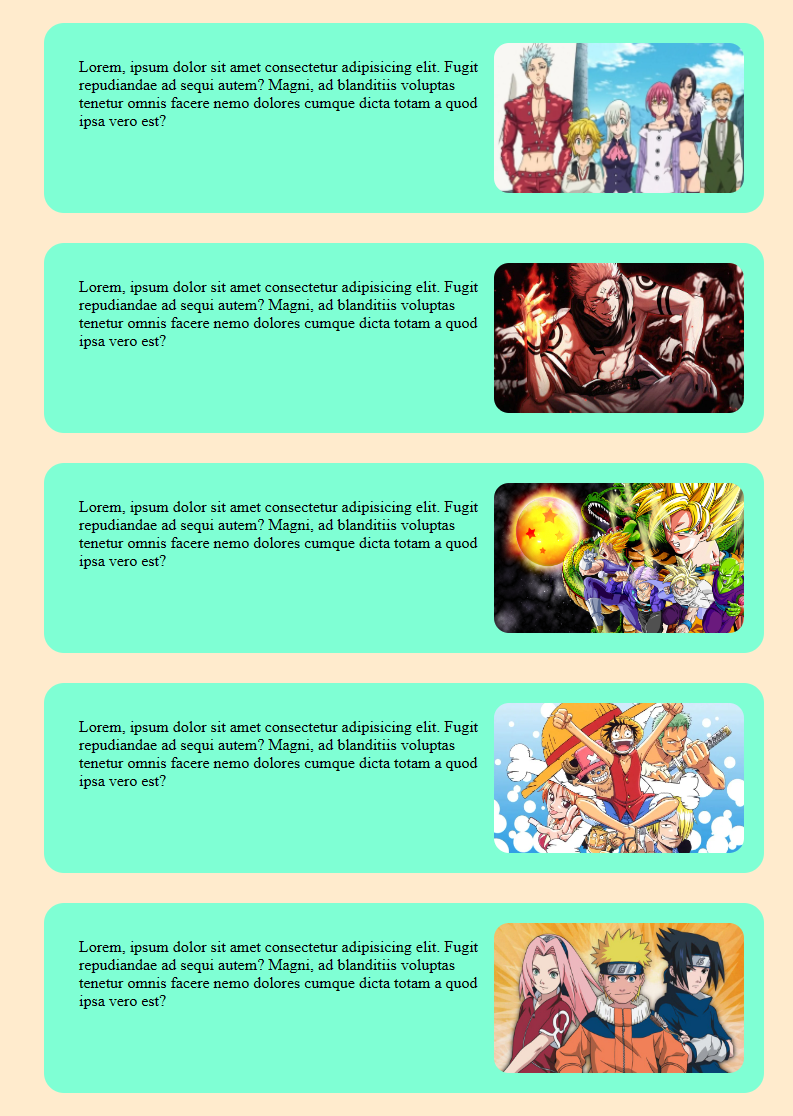 Lorem, ipsum dolor sit amet consectetur adipisicing elit. Fugit
repudiandae ad sequi autem? Magni, ad blanditiis voluptas
tenetur omnis facere nemo dolores cumque dicta totam a quod
ipsa vero est?
Lorem, ipsum dolor sit amet consectetur adipisicing elit. Fugit
repudiandae ad sequi autem? Magni, ad blanditiis voluptas
tenetur omnis facere nemo dolores cumque dicta totam a quod
ipsa vero est?
Lorem, ipsum dolor sit amet consectetur adipisicing elit. Fugit
repudiandae ad sequi autem? Magni, ad blanditiis voluptas
tenetur omnis facere nemo dolores cumque dicta totam a quod
ipsa vero est?
Lorem, ipsum dolor sit amet consectetur adipisicing elit. Fugit
repudiandae ad sequi autem? Magni, ad blanditiis voluptas
tenetur omnis facere nemo dolores cumque dicta totam a quod
ipsa vero est?
Lorem, ipsum dolor sit amet consectetur adipisicing elit. Fugit
repudiandae ad sequi autem? Magni, ad blanditiis voluptas
tenetur omnis facere nemo dolores cumque dicta totam a quod
ipsa vero est?